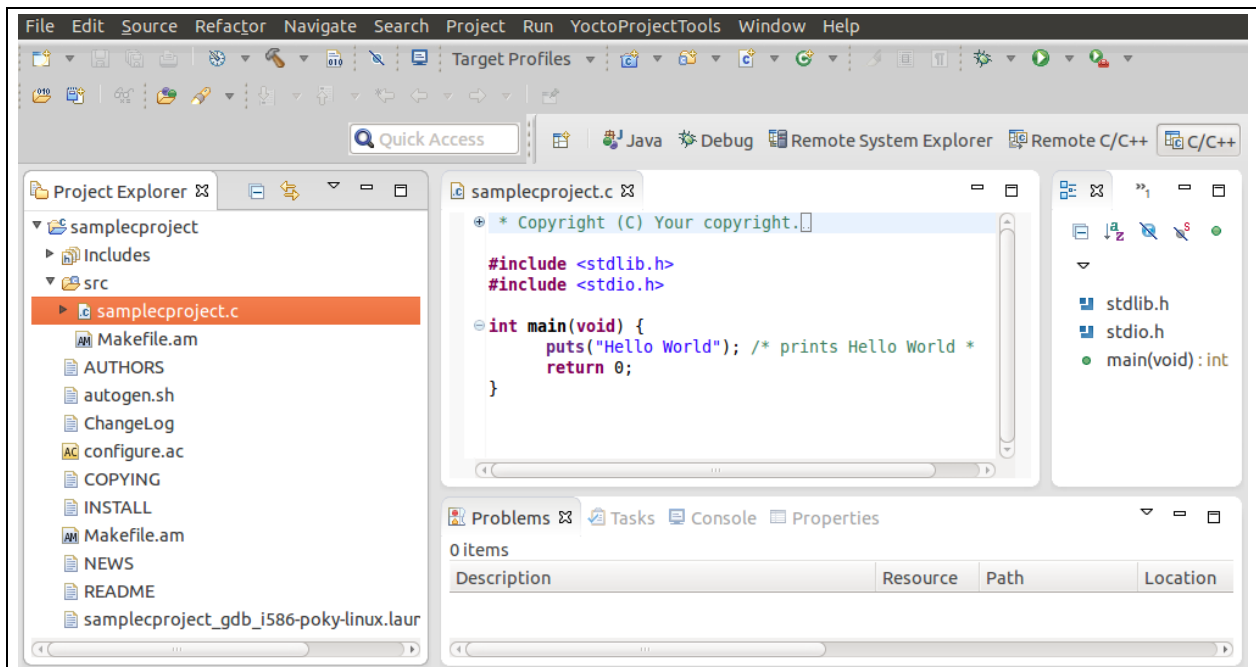 File Edit Source Refactor Navigate Search Project Run YoctoProjectTools Window Help
Target Profiles
Quick Access
Java Debug Remote System Explorer Remote C/C++ C/C++
Project Explorer
samplecproject
Includes
src
samplecproject.c
Makefile.am
AUTHORS
autogen.sh
ChangeLog
configure.ac
COPYING
INSTALL
Makefile.am
NEWS
README
samplecproject_gdb_i586-poky-linux.laur
samplecproject.c
* Copyright (C) Your copyright.
#include <stdlib.h>
#include <stdio.h>
int main(void) {
puts("Hello World"); /* prints Hello World *
return 0;
}
»1
stdlib.h
stdio.h
main(void) : int
Problems Tasks Console Properties
0 items
Description Resource Path Location